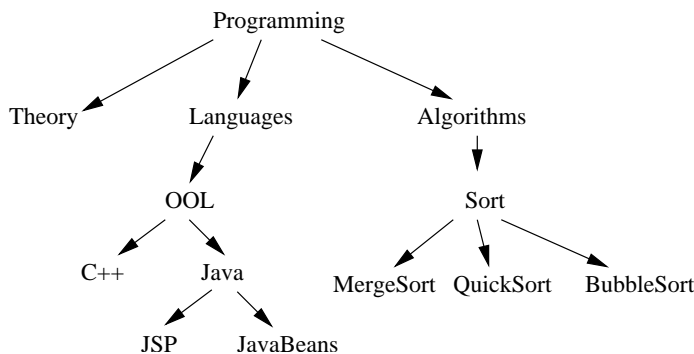 Programming
Theory Languages Algorithms
OOL Sort
C++ Java MergeSort QuickSort BubbleSort
JSP JavaBeans